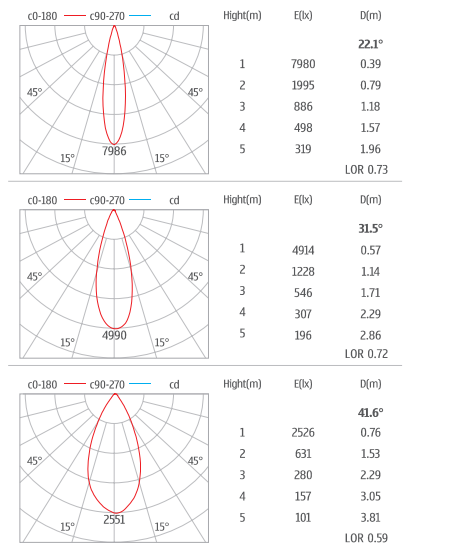 c0-180 c90-270 cd Hight(m) E(lx) D(m)
22.1°
1 7980 0.39
2 1995 0.79
45° 45°
3 886 1.18
4 498 1.57
7986
5 319 1.96
15° 15°
LOR 0.73
c0-180 c90-270 cd Hight(m) E(lx) D(m)
31.5°
1 4914 0.57
2 1228 1.14
45° 45°
3 546 1.71
4 307 2.29
4990
5 196 2.86
15° 15°
LOR 0.72
c0-180 c90-270 cd Hight(m) E(lx) D(m)
41.6°
1 2526 0.76
2 631 1.53
45° 45°
3 280 2.29
4 157 3.05
2551
5 101 3.81
15° 15°
LOR 0.59